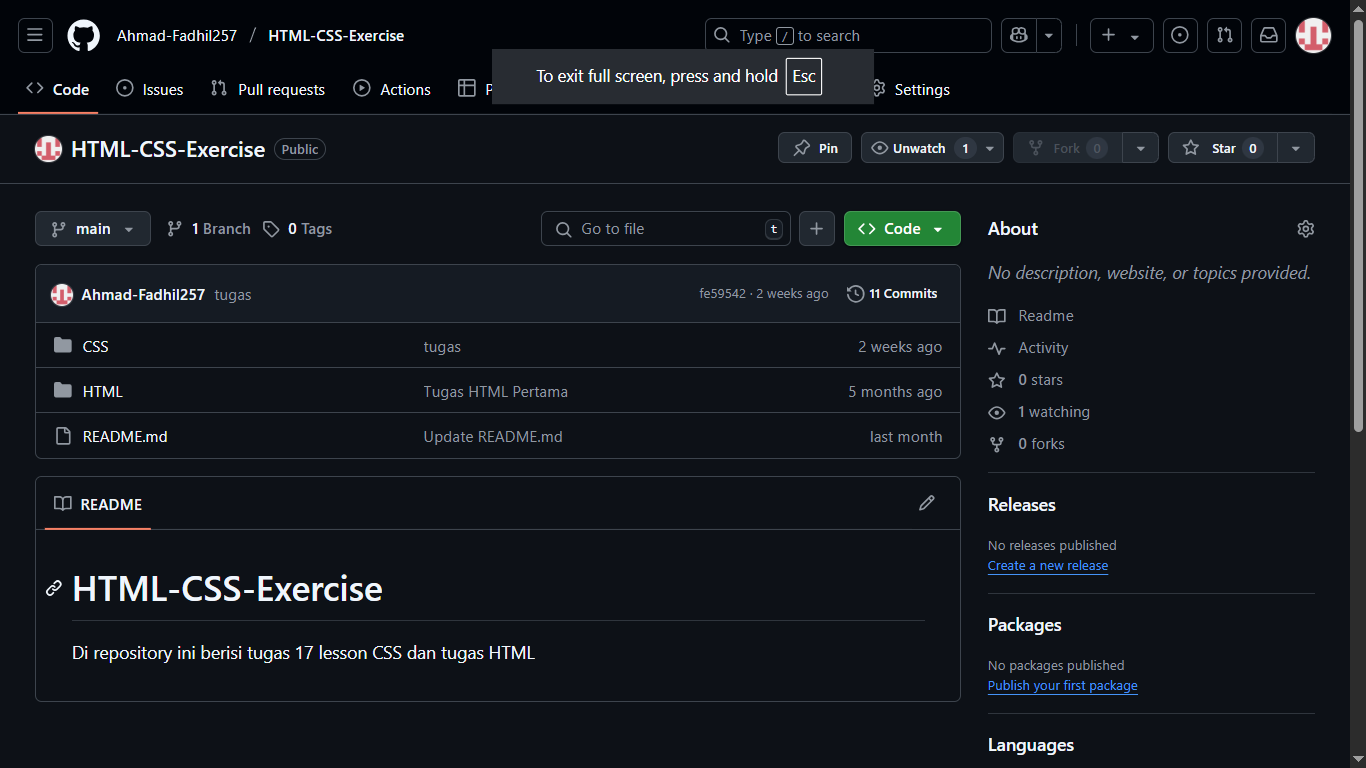 Ahmad-Fadhil257 / HTML-CSS-Exercise
Type / to search
To exit full screen, press and hold Esc
Code
Issues
Pull requests
Actions
P
Settings
HTML-CSS-Exercise Public
Pin
Unwatch 1
Fork 0
Star 0
main
1 Branch
0 Tags
Go to file t
Code
Ahmad-Fadhil257 tugas fe59542 · 2 weeks ago 11 Commits
CSS tugas 2 weeks ago
HTML Tugas HTML Pertama 5 months ago
README.md Update README.md last month
README
HTML-CSS-Exercise
Di repository ini berisi tugas 17 lesson CSS dan tugas HTML
About
No description, website, or topics provided.
Readme
Activity
0 stars
1 watching
0 forks
Releases
No releases published
Create a new release
Packages
No packages published
Publish your first package
Languages